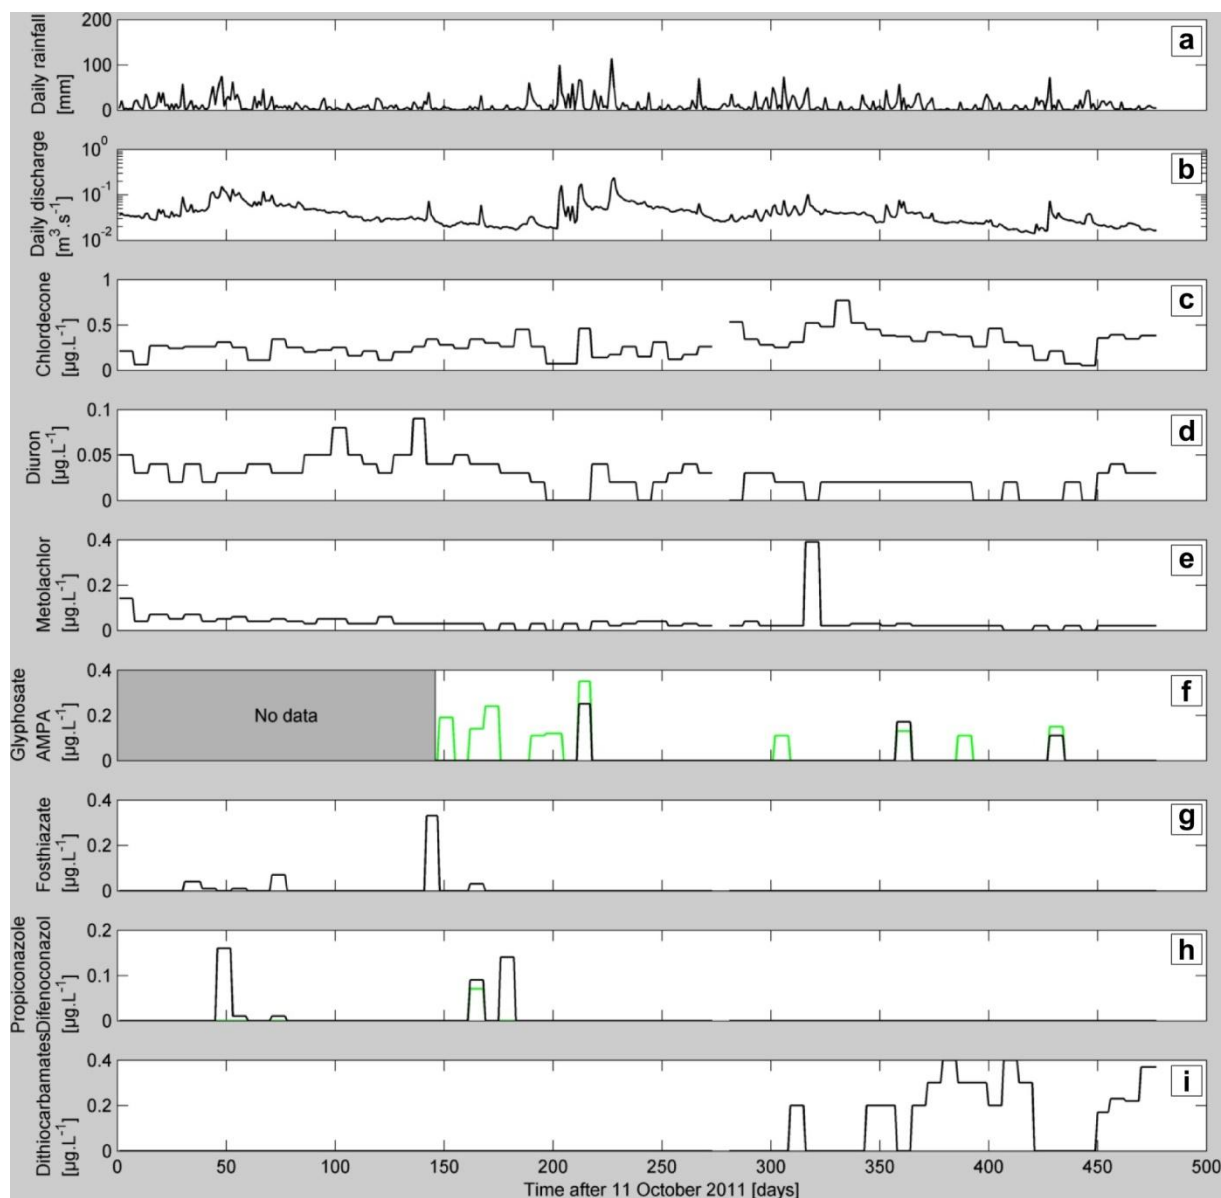 Daily rainfall
[mm]
200
100
0
a
Daily discharge
[m³.s⁻¹]
10⁰
10⁻¹
10⁻²
b
Chlordecone
[µg.L⁻¹]
1
0.5
0
c
Diuron
[µg.L⁻¹]
0.1
0.05
0
d
Metolachlor
[µg.L⁻¹]
0.4
0.2
0
e
Glyphosate
AMPA
[µg.L⁻¹]
0.4
0.2
0
No data
f
Fosthiazate
[µg.L⁻¹]
0.4
0.2
0
g
Propiconazole
Difenoconazol
[µg.L⁻¹]
0.2
0.1
0
h
Dithiocarbamates
[µg.L⁻¹]
0.4
0.2
0
i
0 50 100 150 200 250 300 350 400 450 500
Time after 11 October 2011 [days]